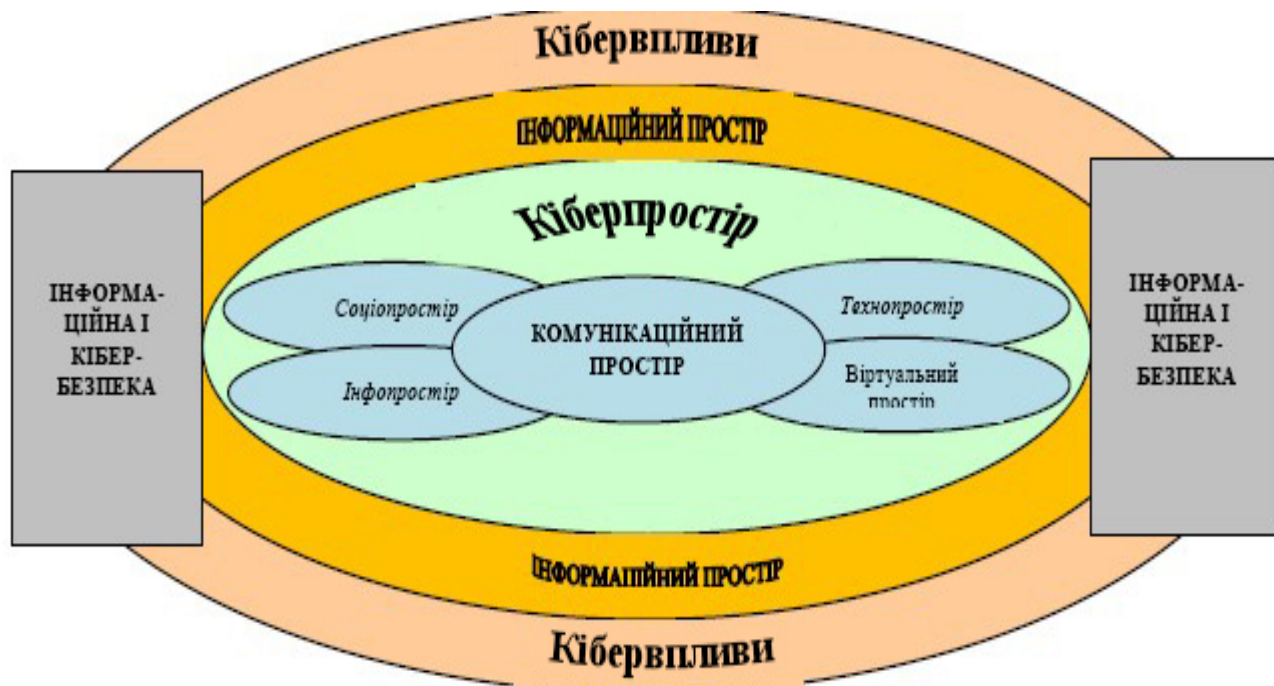 Кібервпливи
ІНФОРМАЦІЙНИЙ ПРОСТІР
Кіберпростір
ІНФОРМА-
ЦІЙНА І
КІБЕР-
БЕЗПЕКА
Соціопростір
Інфопростір
КОМУНІКАЦІЙНИЙ
ПРОСТІР
Технопростір
Віртуальний
простір
ІНФОРМА-
ЦІЙНА І
КІБЕР-
БЕЗПЕКА
ІНФОРМАЦІЙНИЙ ПРОСТІР
Кібервпливи